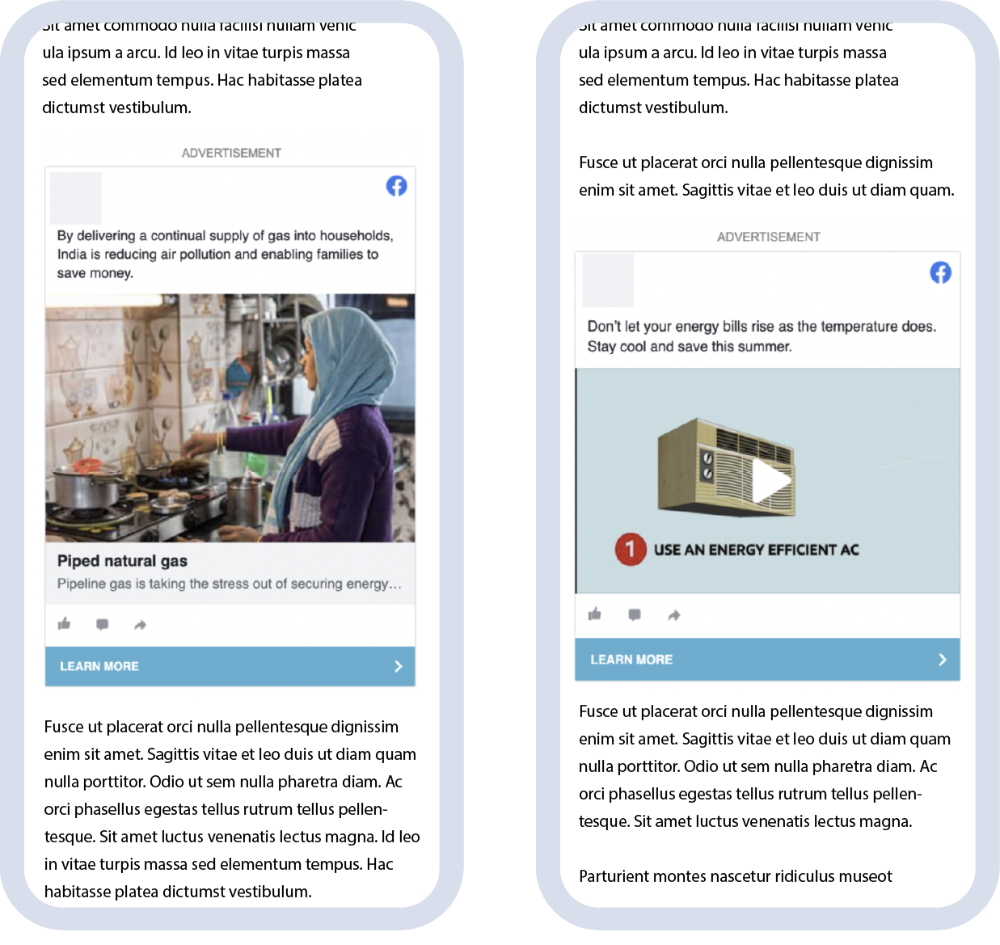 Sit amet commodo nulla facilisi nullam venic
ula ipsum a arcu. Id leo in vitae turpis massa
sed elementum tempus. Hac habitasse platea
dictumst vestibulum.
ADVERTISEMENT
By delivering a continual supply of gas into households,
India is reducing air pollution and enabling families to
save money.
Piped natural gas
Pipeline gas is taking the stress out of securing energy...
LEARN MORE
Fusce ut placerat orci nulla pellentesque dignissim
enim sit amet. Sagittis vitae et leo duis ut diam quam
nulla porttitor. Odio ut sem nulla pharetra diam. Ac
orci phasellus egestas tellus rutrum tellus pellen-
tesque. Sit amet luctus venenatis lectus magna. Id leo
in vitae turpis massa sed elementum tempus. Hac
habitasse platea dictumst vestibulum.
Sit amet commodo nulla facilisi nullam venic
ula ipsum a arcu. Id leo in vitae turpis massa
sed elementum tempus. Hac habitasse platea
dictumst vestibulum.
Fusce ut placerat orci nulla pellentesque dignissim
enim sit amet. Sagittis vitae et leo duis ut diam quam.
ADVERTISEMENT
Don't let your energy bills rise as the temperature does.
Stay cool and save this summer.
1 USE AN ENERGY EFFICIENT AC
LEARN MORE
Fusce ut placerat orci nulla pellentesque dignissim
enim sit amet. Sagittis vitae et leo duis ut diam quam
nulla porttitor. Odio ut sem nulla pharetra diam. Ac
orci phasellus egestas tellus rutrum tellus pellen-
tesque. Sit amet luctus venenatis lectus magna.
Parturient montes nascetur ridiculus museot